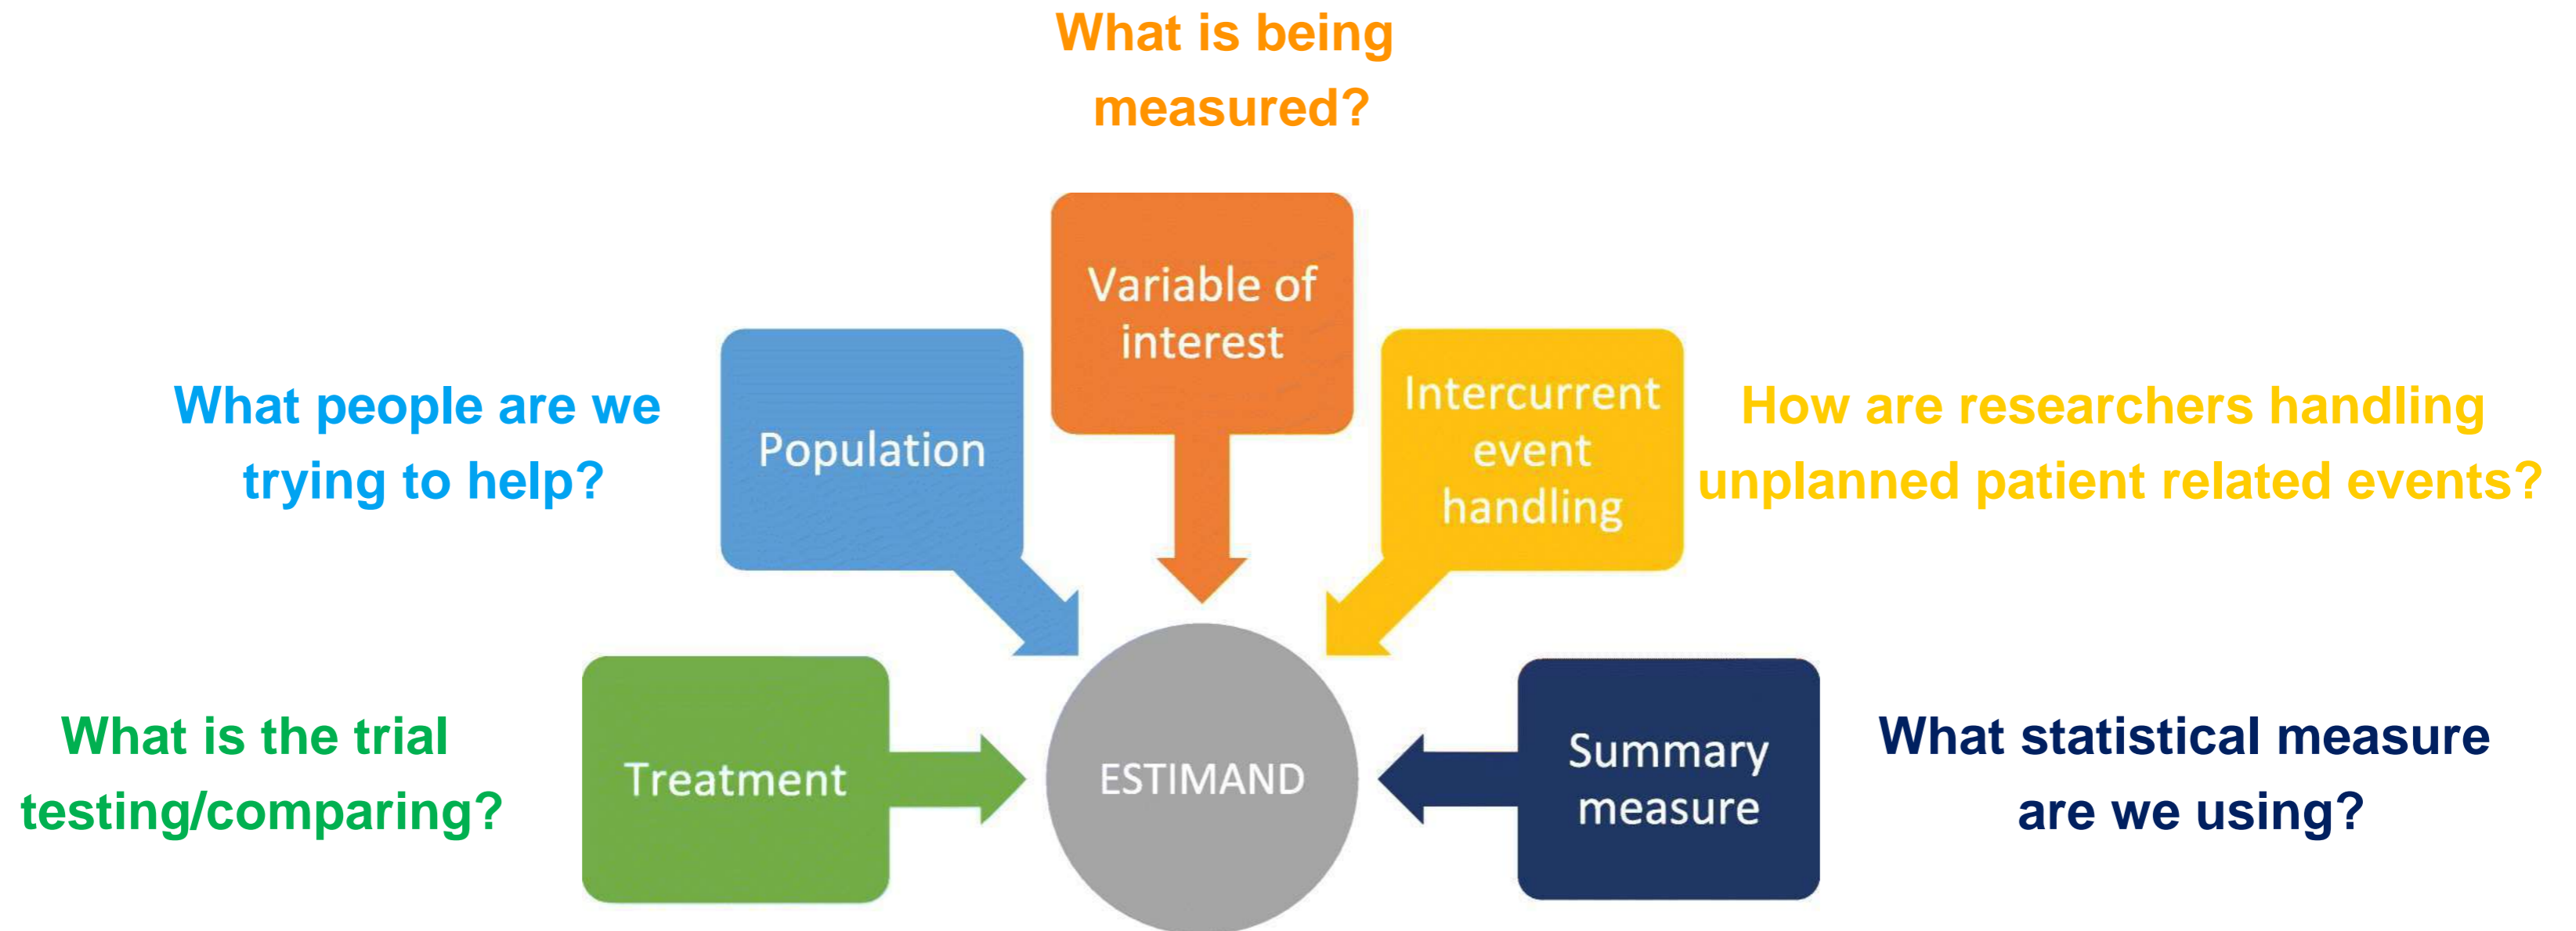 What is being
measured?
Variable of
interest
What people are we
trying to help?
Population
Intercurrent
event
handling
How are researchers handling
unplanned patient related events?
What is the trial
testing/comparing?
Treatment
ESTIMAND
Summary
measure
What statistical measure
are we using?